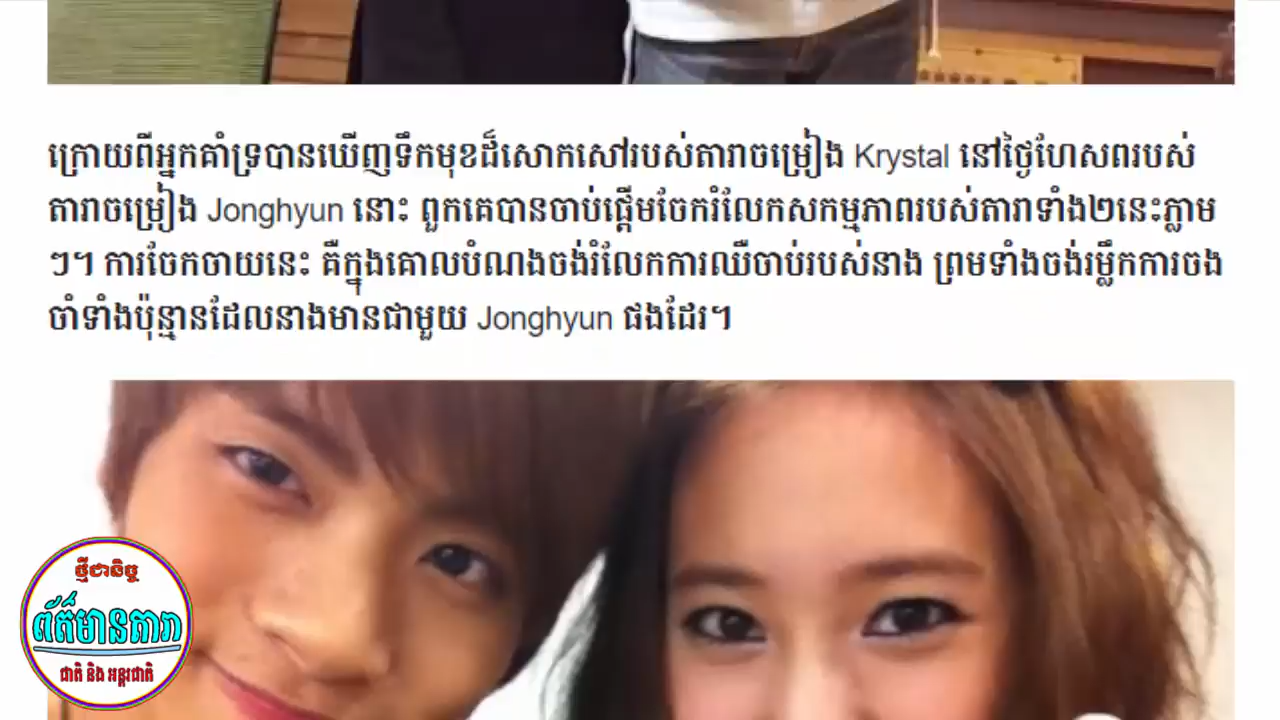 ក្រោយពីអ្នកគាំទ្របានឃើញទឹកមុខដ៏សោកសៅរបស់តារាចម្រៀង Krystal នៅថ្ងៃហែសពរបស់
តារាចម្រៀង Jonghyun នោះ ពួកគេបានចាប់ផ្ដើមចែករំលែកសកម្មភាពរបស់តារាទាំង២នេះភ្លាម
ៗ។ ការចែកចាយនេះ គឺក្នុងគោលបំណងចង់រំលែកការឈឺចាប់របស់នាង ព្រមទាំងចង់រម្លឹកការចង
ចាំទាំងប៉ុន្មានដែលនាងមានជាមួយ Jonghyun ផងដែរ។
ថ្មីជានិច្ច
ព័ត៌មានតារា
ជាតិ និង អន្តរជាតិ